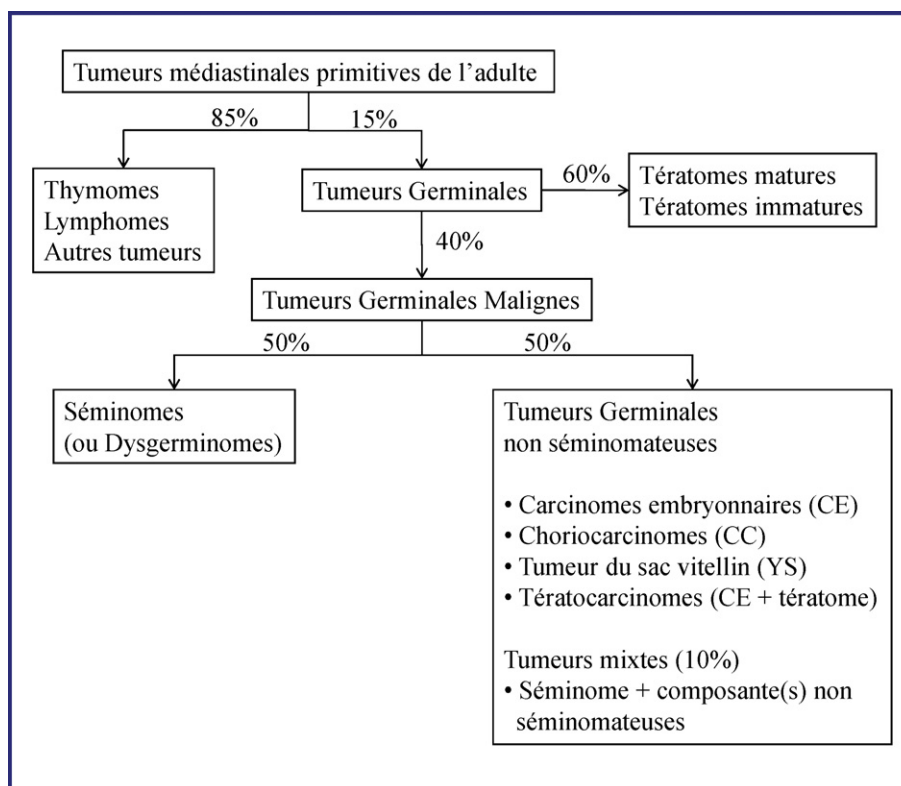 Tumeurs médiastinales primitives de l'adulte
85%
15%
Thymomes
Lymphomes
Autres tumeurs
Tumeurs Germinales
60%
Tératomes matures
Tératomes immatures
40%
Tumeurs Germinales Malignes
50%
50%
Séminomes
(ou Dysgerminomes)
Tumeurs Germinales
non séminomateuses
• Carcinomes embryonnaires (CE)
• Choriocarcinomes (CC)
• Tumeur du sac vitellin (YS)
• Tératocarcinomes (CE + tératome)
Tumeurs mixtes (10%)
• Séminome + composante(s) non
séminomateuses